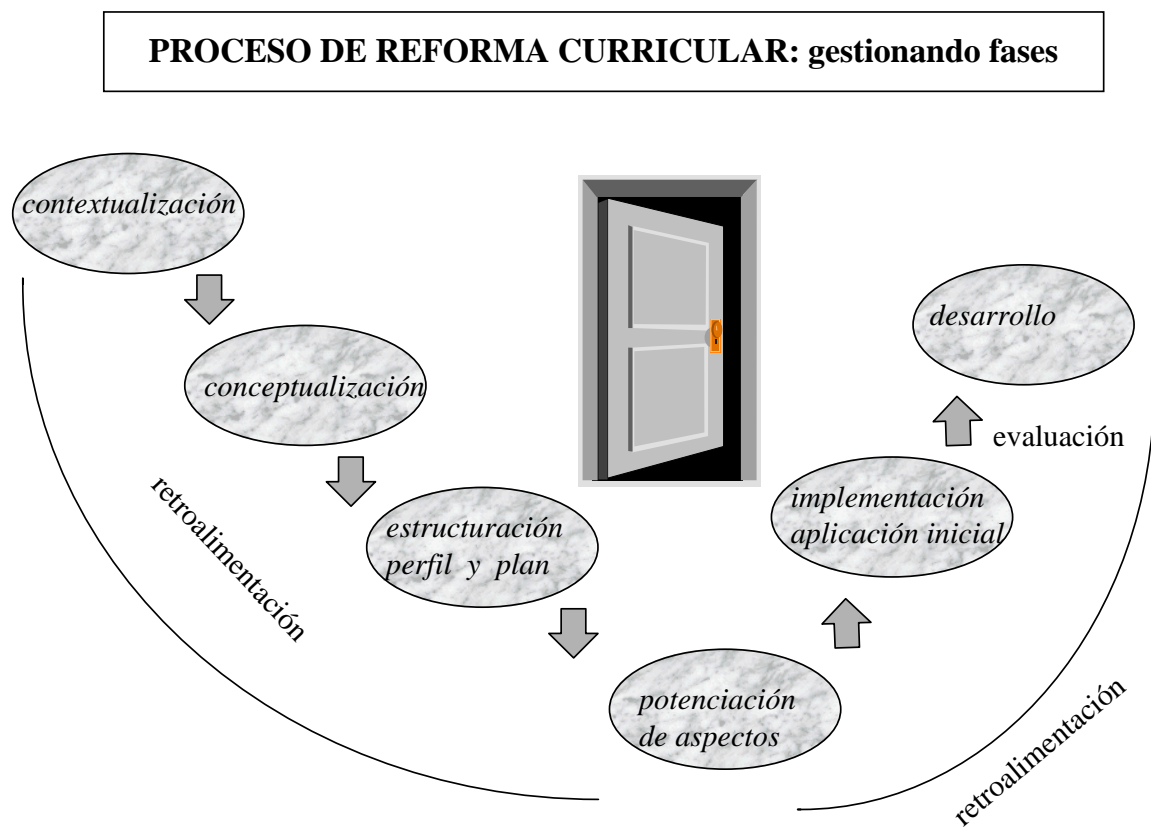 PROCESO DE REFORMA CURRICULAR: gestionando fases
contextualización
conceptualización
estructuración
perfil y plan
potenciación
de aspectos
implementación
aplicación inicial
evaluación
desarrollo
retroalimentación
retroalimentación